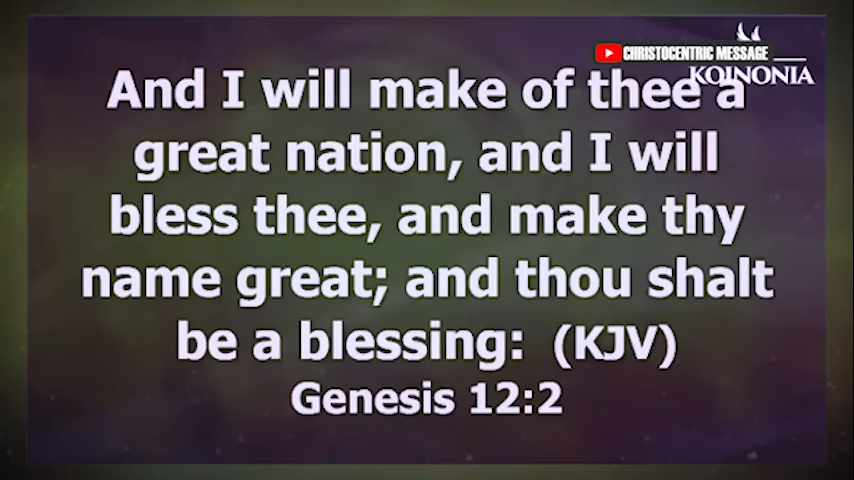 CHRISTOCENTRIC MESSAGE
KOINONIA
And I will make of thee a
great nation, and I will
bless thee, and make thy
name great; and thou shalt
be a blessing: (KJV)
Genesis 12:2